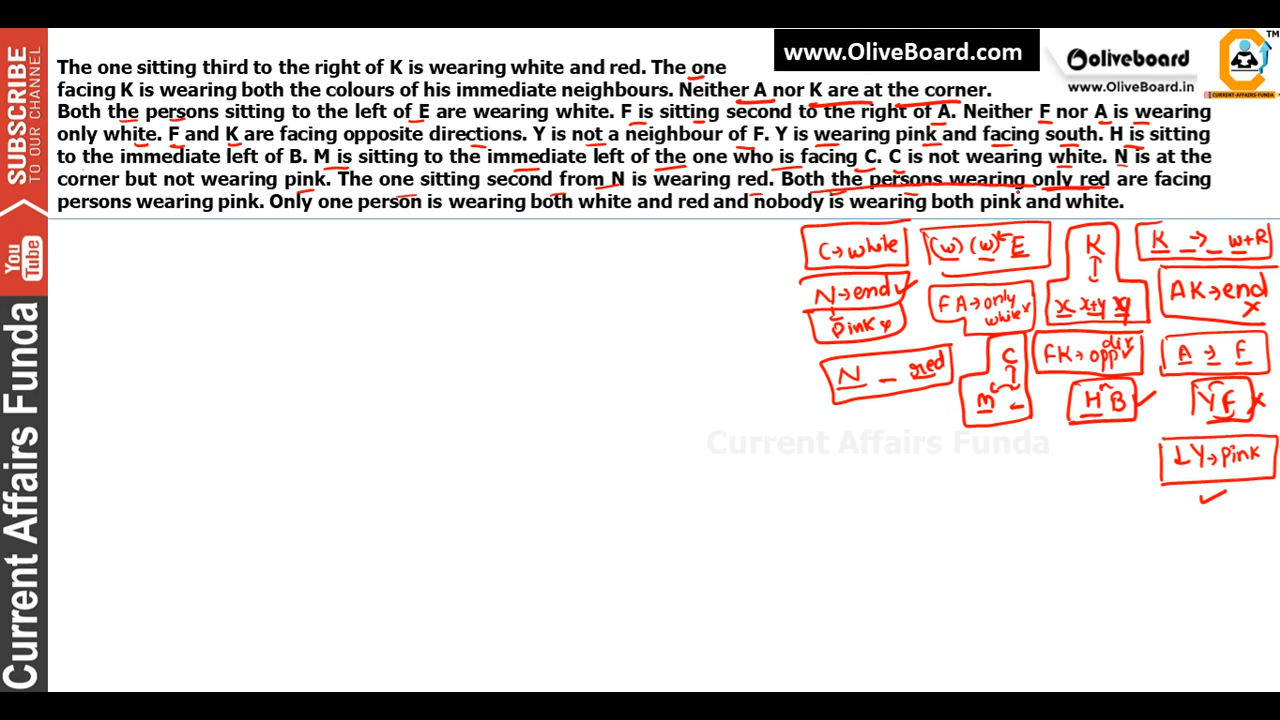 www.OliveBoard.com
oliveboard
www.OliveBoard.in
TM
CURRENT-AFFAIRS-FUNDA
SUBSCRIBE
TO OUR CHANNEL
You Tube
Current Affairs Funda
The one sitting third to the right of K is wearing white and red. The one
facing K is wearing both the colours of his immediate neighbours. Neither A nor K are at the corner.
Both the persons sitting to the left of E are wearing white. F is sitting second to the right of A. Neither F nor A is wearing
only white. F and K are facing opposite directions. Y is not a neighbour of F. Y is wearing pink and facing south. H is sitting
to the immediate left of B. M is sitting to the immediate left of the one who is facing C. C is not wearing white. N is at the
corner but not wearing pink. The one sitting second from N is wearing red. Both the persons wearing only red are facing
persons wearing pink. Only one person is wearing both white and red and nobody is wearing both pink and white.
C → white
(w) (w) E
K
K → _ w+R
N → end ✓
pink x
F A → only
white x
x x+y y
AK → end
x
N _ red
C
M _
FK → opp dir ✓
A → F
H B ✓
Y F x
↓ Y → pink
✓
Current Affairs Funda